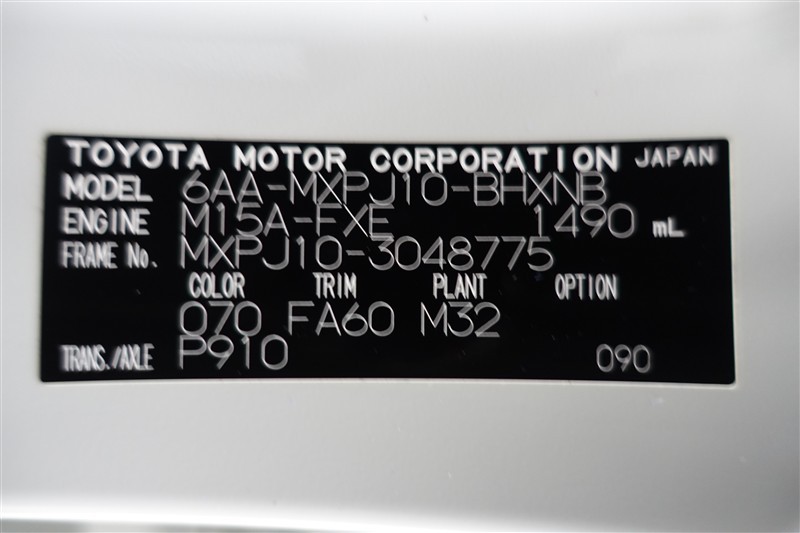 TOYOTA MOTOR CORPORATION JAPAN
MODEL 6AA-MXPJ10-BHXNB
ENGINE M15A-FXE 1490 mL
FRAME No. MXPJ10-3048775
COLOR TRIM PLANT OPTION
070 FA60 M32
TRANS./AXLE P910 090